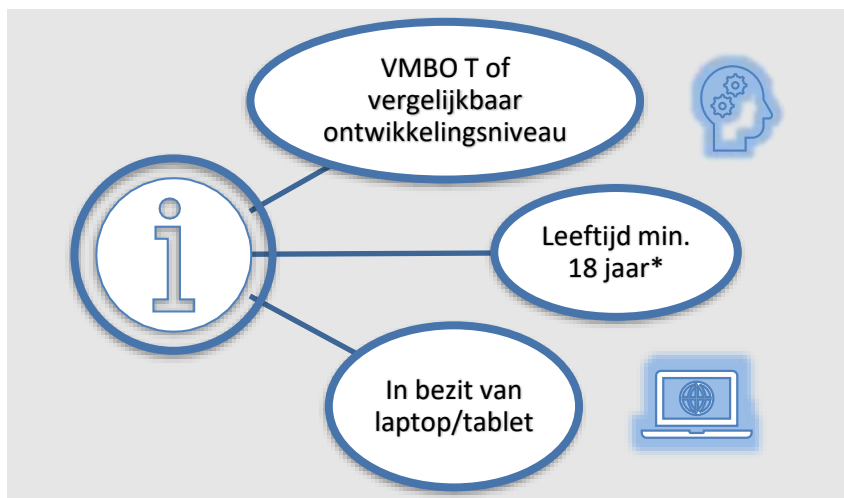 VMBO T of
vergelijkbaar
ontwikkelingsniveau
Leeftijd min.
18 jaar*
In bezit van
laptop/tablet